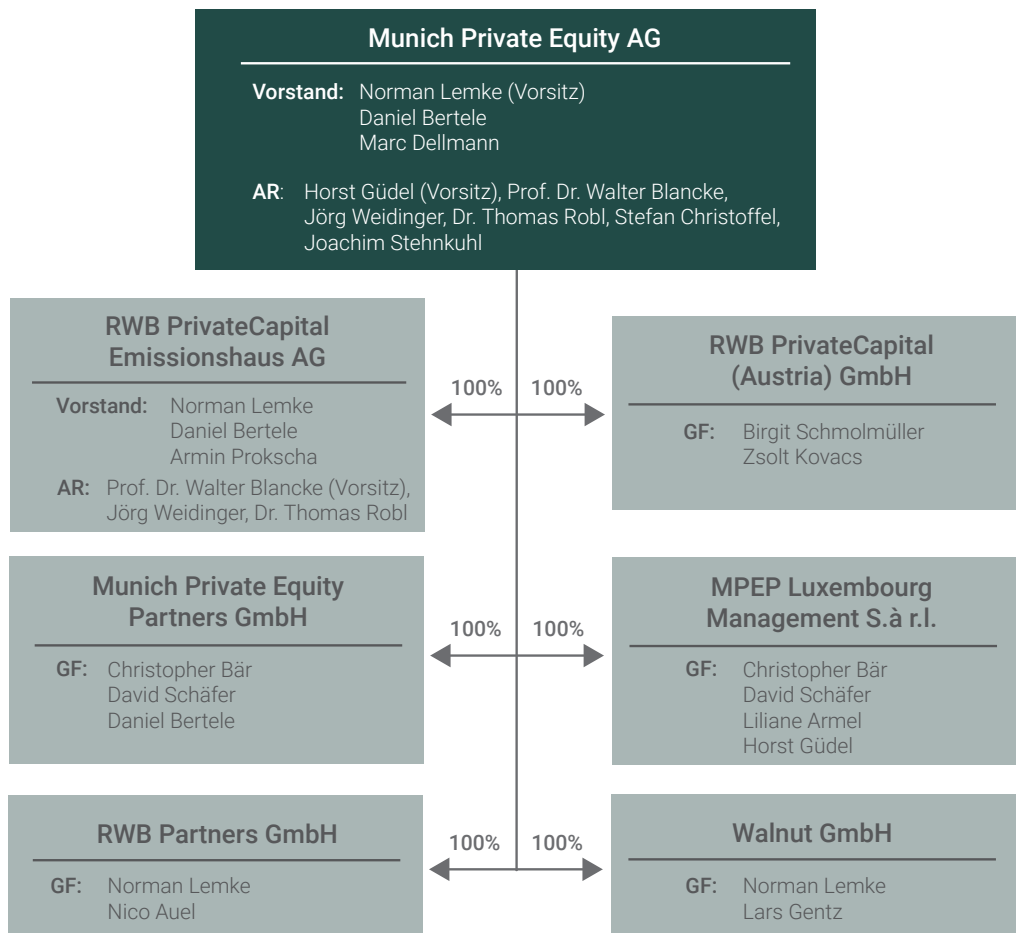 Munich Private Equity AG
Vorstand: Norman Lemke (Vorsitz)
Daniel Bertele
Marc Dellmann
AR: Horst Güdel (Vorsitz), Prof. Dr. Walter Blancke,
Jörg Weidinger, Dr. Thomas Robl, Stefan Christoffel,
Joachim Stehnkuhl
RWB PrivateCapital
Emissionshaus AG
Vorstand: Norman Lemke
Daniel Bertele
Armin Prokscha
AR: Prof. Dr. Walter Blancke (Vorsitz),
Jörg Weidinger, Dr. Thomas Robl
100% 100%
RWB PrivateCapital
(Austria) GmbH
GF: Birgit Schmolmüller
Zsolt Kovacs
Munich Private Equity
Partners GmbH
GF: Christopher Bär
David Schäfer
Daniel Bertele
100% 100%
MPEP Luxembourg
Management S.à r.l.
GF: Christopher Bär
David Schäfer
Liliane Armel
Horst Güdel
RWB Partners GmbH
GF: Norman Lemke
Nico Auel
100% 100%
Walnut GmbH
GF: Norman Lemke
Lars Gentz